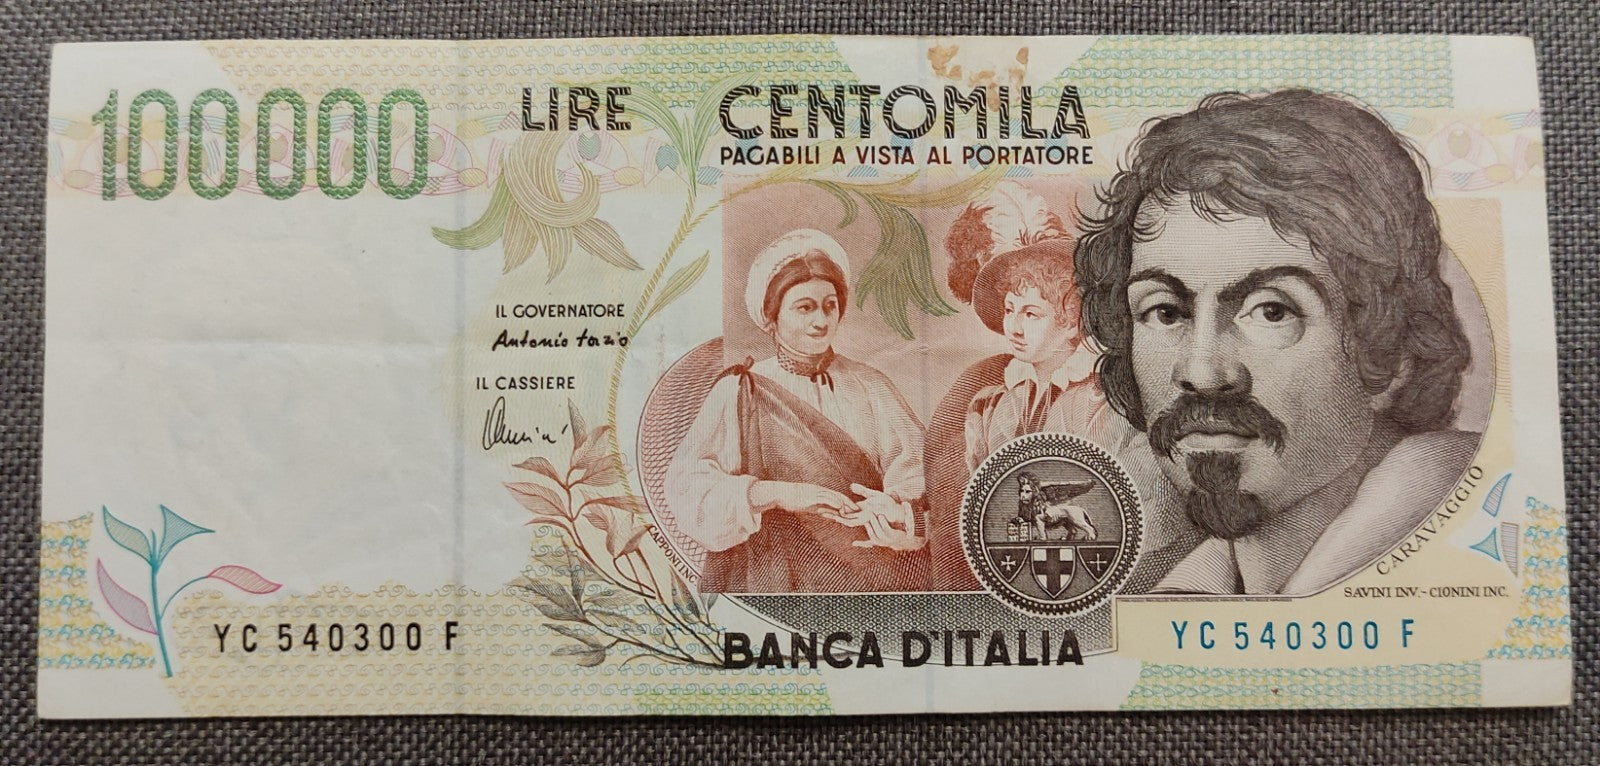 100000
LIRE CENTOMILA
PAGABILI A VISTA AL PORTATORE
IL GOVERNATORE
Antonio Fazio
IL CASSIERE
CAPPONI INC.
CARAVAGGIO
SAVINI INV. - CIONINI INC.
YC 540300 F
BANCA D'ITALIA
YC 540300 F